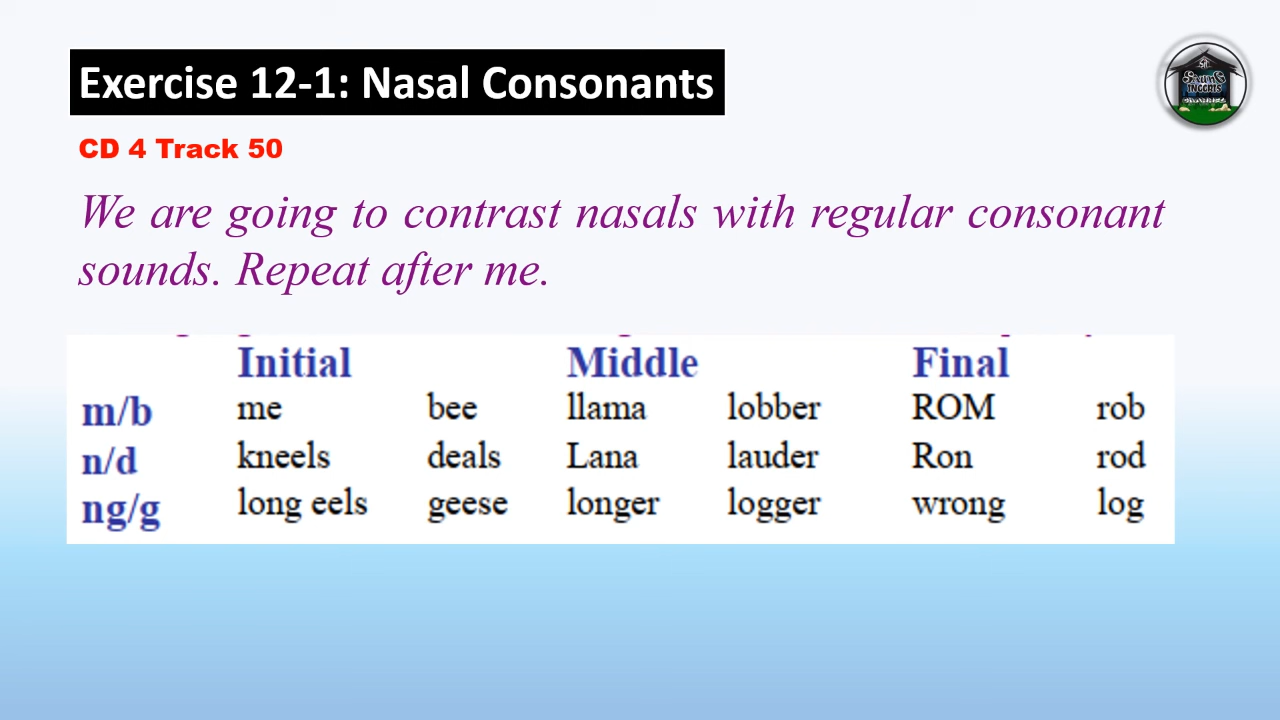 Exercise 12-1: Nasal Consonants
CD 4 Track 50
We are going to contrast nasals with regular consonant
sounds. Repeat after me.
Initial Middle Final
m/b me bee llama lobber ROM rob
n/d kneels deals Lana lauder Ron rod
ng/g long eels geese longer logger wrong log